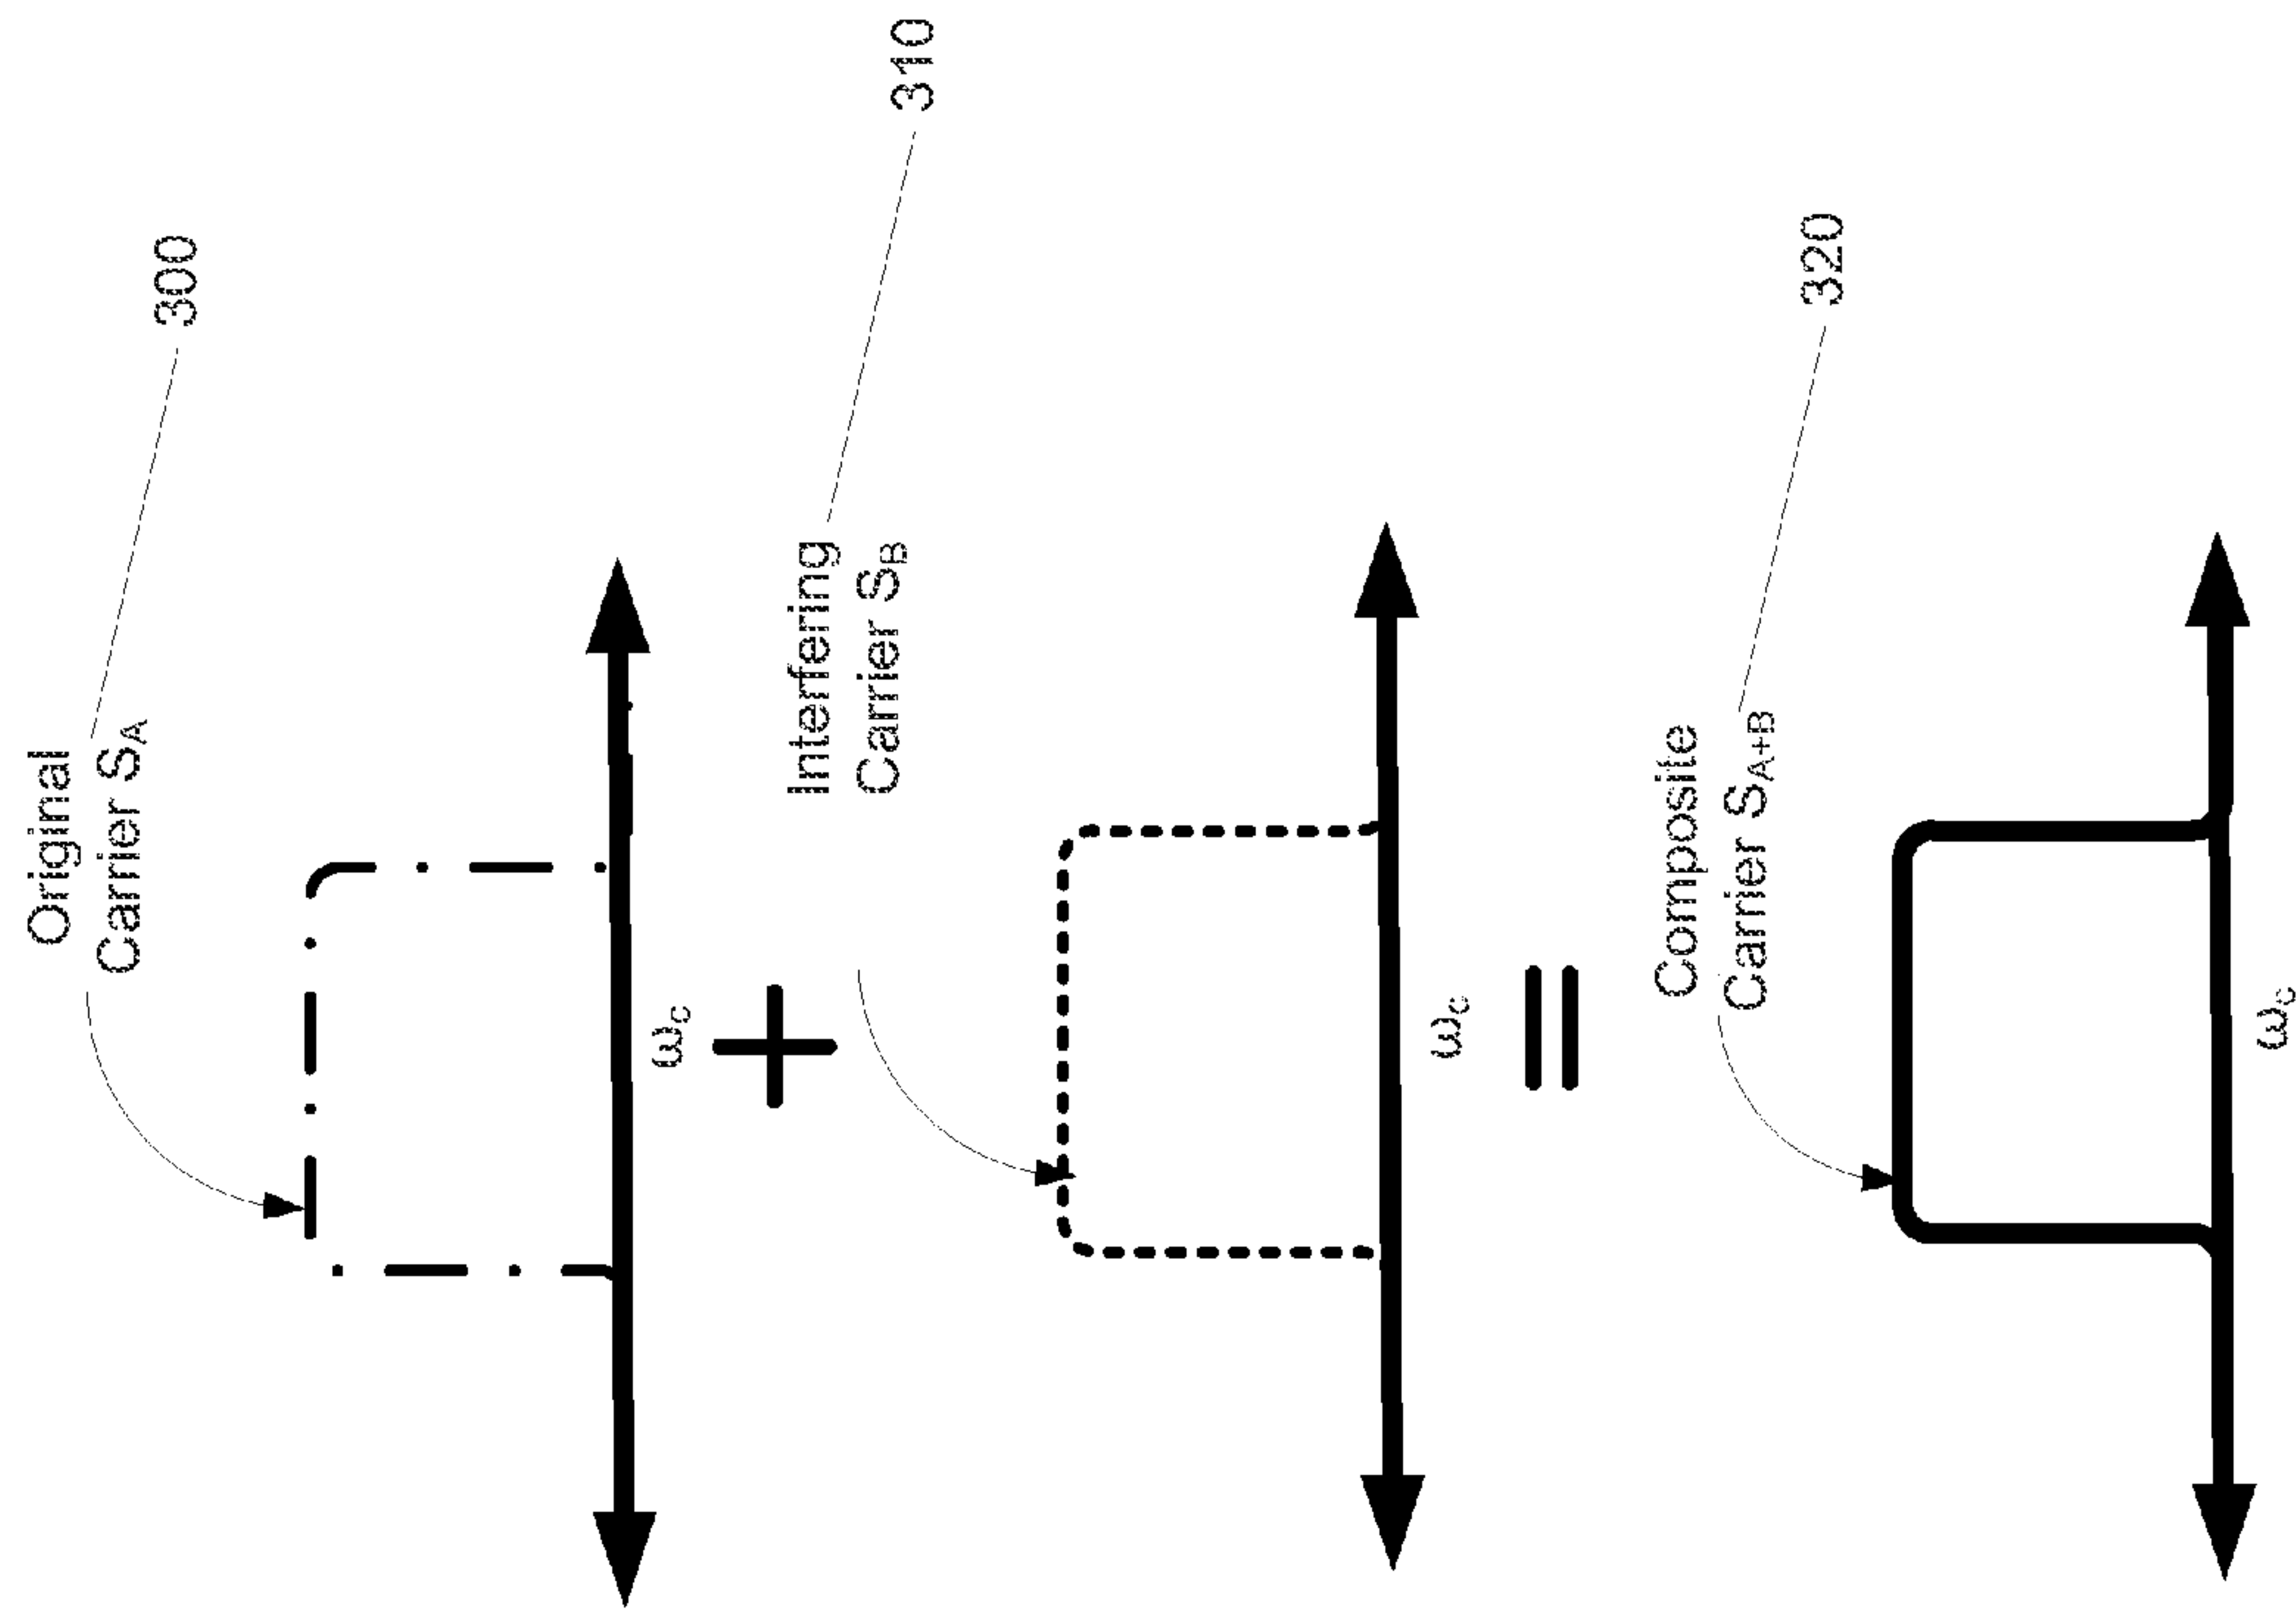 Original
Carrier SA
300
ωc
+
Interfering
Carrier SB
310
ωc
=
Composite
Carrier SA+B
320
ωc